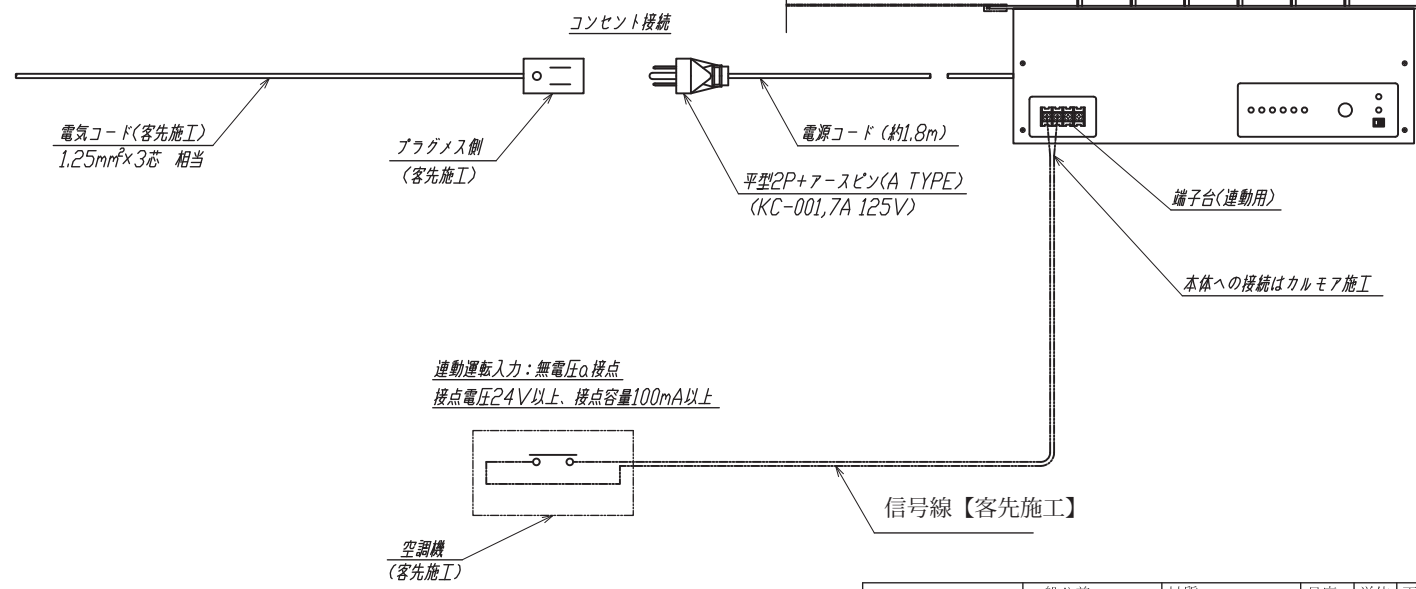 コンセント接続
電気コード(客先施工)
1.25mm²×3芯 相当
プラグメス側
(客先施工)
電源コード (約1.8m)
平型2P+アースピン(A TYPE)
(KC-001,7A 125V)
端子台(連動用)
本体への接続はカルモア施工
連動運転入力：無電圧a接点
接点電圧24V以上、接点容量100mA以上
信号線【客先施工】
空調機
(客先施工)